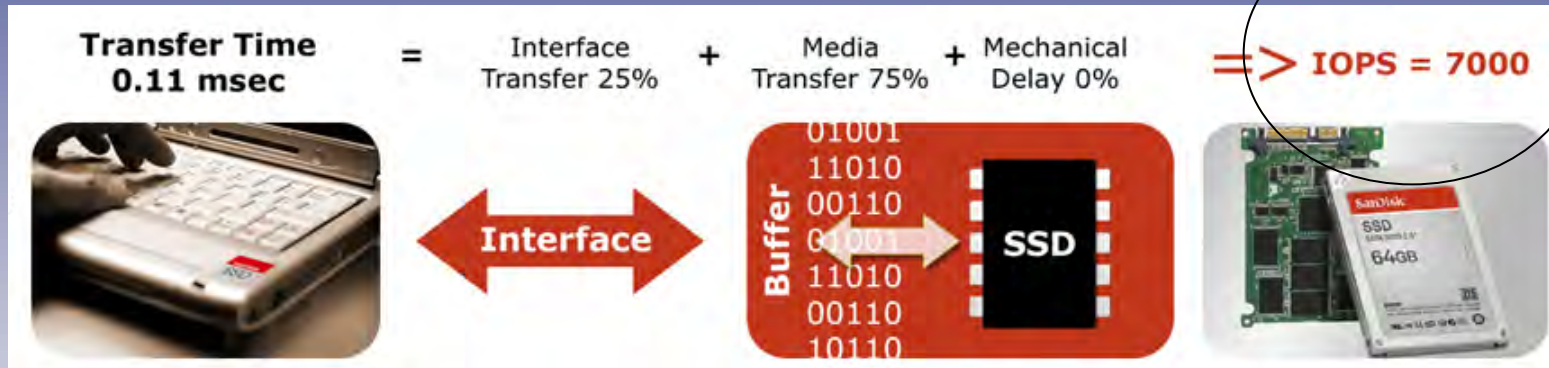 Transfer Time
0.11 msec
=
Interface
Transfer 25%
+
Media
Transfer 75%
+
Mechanical
Delay 0%
=> IOPS = 7000
SSD
Interface
Buffer
01001
11010
00110
01001
11010
00110
10110
SSD
SanDisk
SSD
64GB